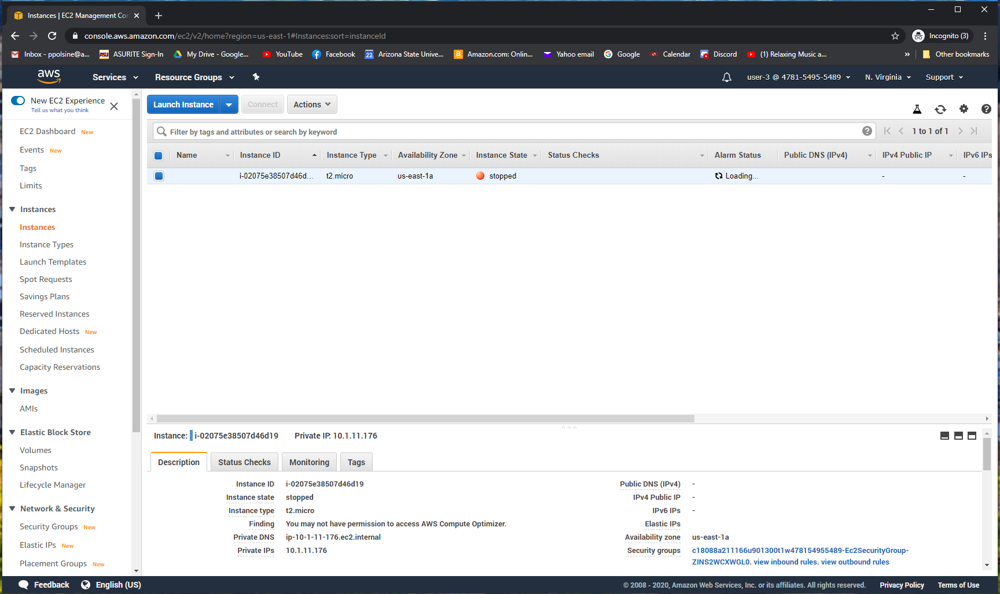 Instances | EC2 Management Con
console.aws.amazon.com/ec2/v2/home?region=us-east-1#Instances:sort=instanceId
Incognito (3)
Inbox - ppolsine@a...
ASU
ASURITE Sign-In
My Drive - Google...
YouTube
Facebook
22
Arizona State Unive...
Amazon.com: Onlin...
Yahoo email
Google
Calendar
Discord
(1) Relaxing Music a...
»
Other bookmarks
aws
Services
Resource Groups
user-3 @ 4781-5495-5489
N. Virginia
Support
New EC2 Experience
Tell us what you think
EC2 Dashboard New
Events New
Tags
Limits
Instances
Instances
Instance Types
Launch Templates
Spot Requests
Savings Plans
Reserved Instances
Dedicated Hosts New
Scheduled Instances
Capacity Reservations
Images
AMIs
Elastic Block Store
Volumes
Snapshots
Lifecycle Manager
Network & Security
Security Groups New
Elastic IPs New
Placement Groups New
Launch Instance
Connect
Actions
Filter by tags and attributes or search by keyword
1 to 1 of 1
Name Instance ID Instance Type Availability Zone Instance State Status Checks Alarm Status Public DNS (IPv4) IPv4 Public IP IPv6 IPs
i-02075e38507d46d... t2.micro us-east-1a stopped Loading... - -
Instance: i-02075e38507d46d19 Private IP: 10.1.11.176
Description
Status Checks
Monitoring
Tags
Instance ID i-02075e38507d46d19
Instance state stopped
Instance type t2.micro
Finding You may not have permission to access AWS Compute Optimizer.
Private DNS ip-10-1-11-176.ec2.internal
Private IPs 10.1.11.176
Public DNS (IPv4) -
IPv4 Public IP -
IPv6 IPs -
Elastic IPs
Availability zone us-east-1a
Security groups c18088a211166u901300t1w478154955489-Ec2SecurityGroup-
ZINS2WCXWGL0. view inbound rules. view outbound rules
Feedback
English (US)
© 2008 - 2020, Amazon Web Services, Inc. or its affiliates. All rights reserved.
Privacy Policy
Terms of Use